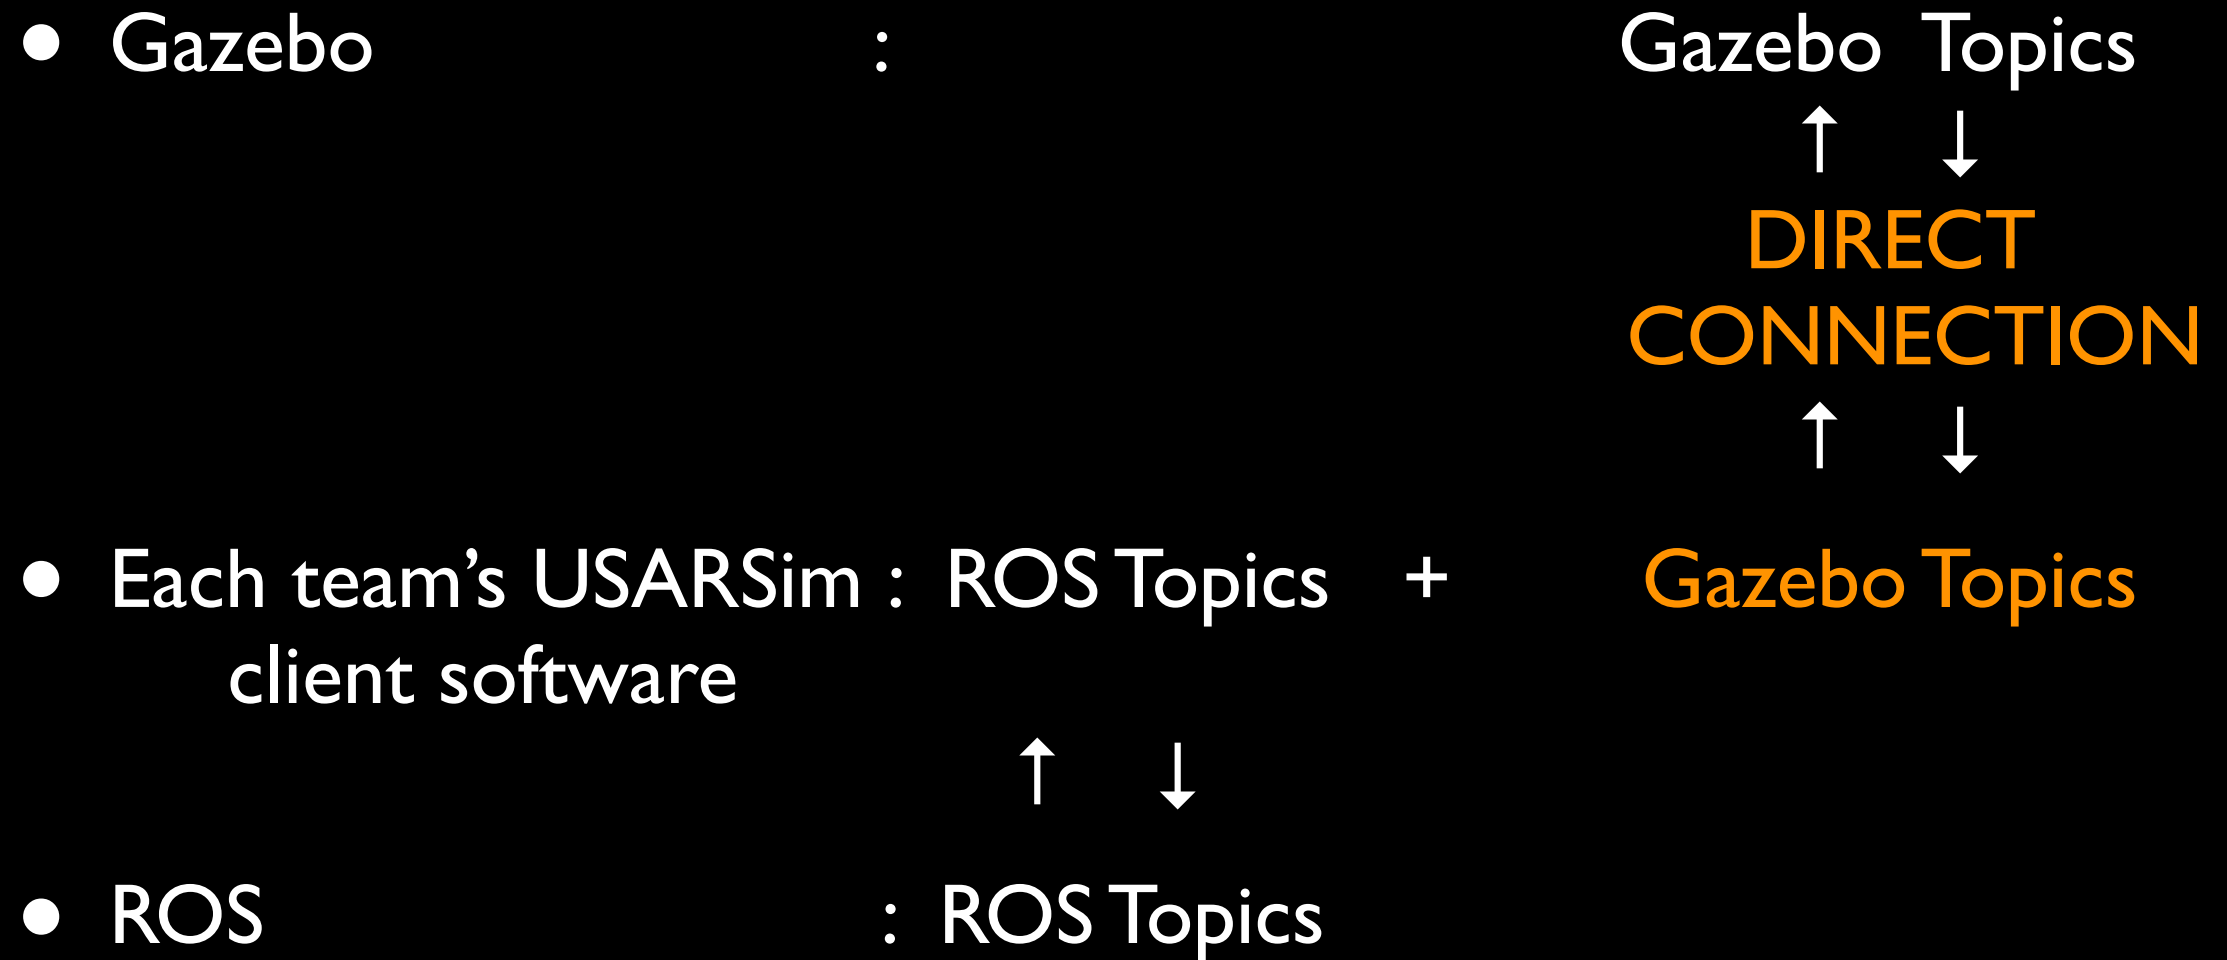 ● Gazebo : Gazebo Topics
↑ ↓
DIRECT
CONNECTION
↑ ↓
● Each team’s USARSim : ROS Topics + Gazebo Topics
client software
↑ ↓
● ROS : ROS Topics